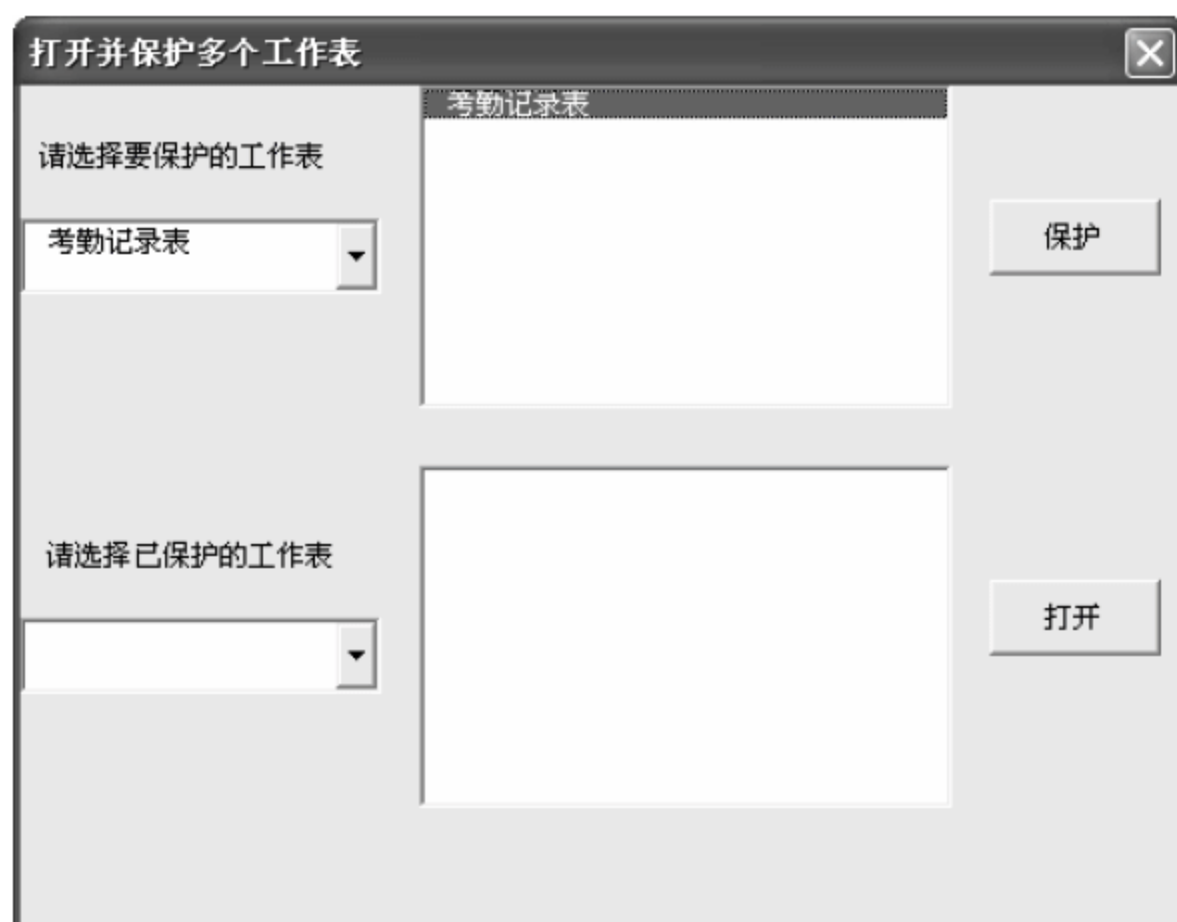 打开并保护多个工作表
考勤记录表
请选择要保护的工作表
考勤记录表
保护
请选择已保护的工作表
打开